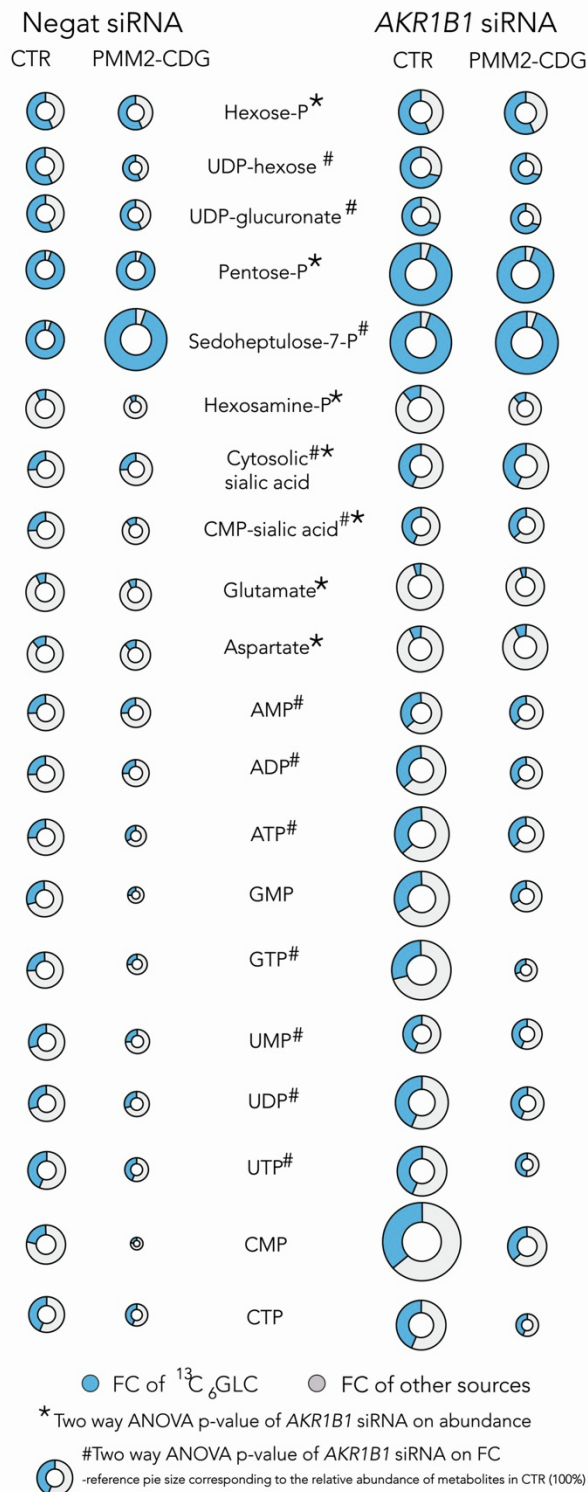 Negat siRNA AKR1B1 siRNA
CTR PMM2-CDG CTR PMM2-CDG
Hexose-P*
UDP-hexose #
UDP-glucuronate #
Pentose-P*
Sedoheptulose-7-P#
Hexosamine-P*
Cytosolic#*
sialic acid
CMP-sialic acid#*
Glutamate*
Aspartate*
AMP#
ADP#
ATP#
GMP
GTP#
UMP#
UDP#
UTP#
CMP
CTP
FC of 13C6GLC FC of other sources
* Two way ANOVA p-value of AKR1B1 siRNA on abundance
#Two way ANOVA p-value of AKR1B1 siRNA on FC
-reference pie size corresponding to the relative abundance of metabolites in CTR (100%)